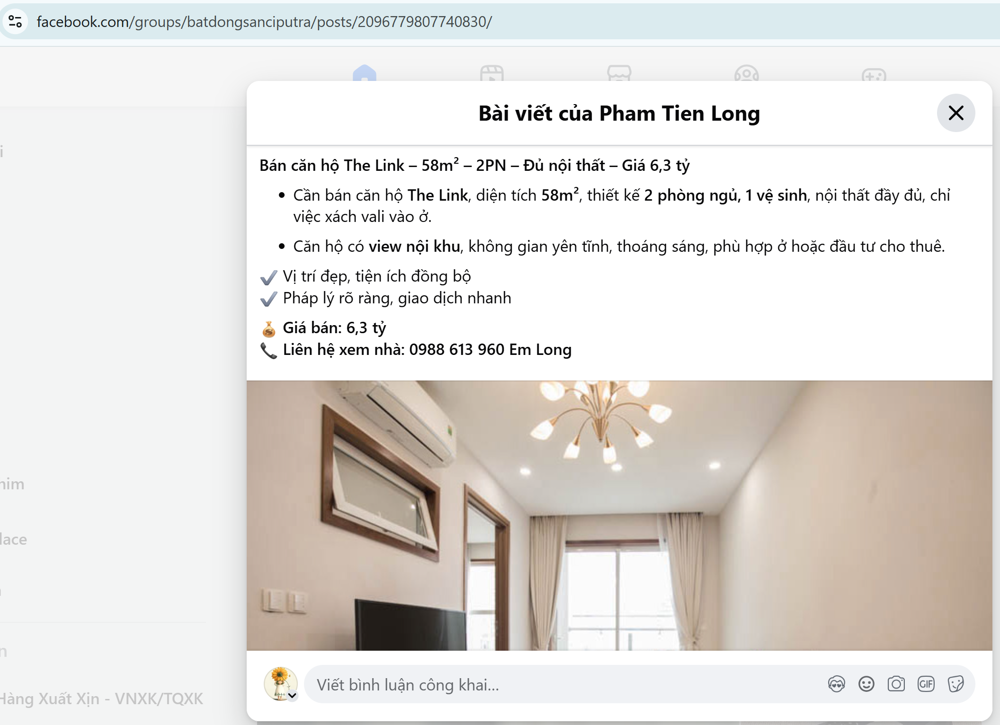 facebook.com/groups/batdongsanciputra/posts/2096779807740830/
Bài viết của Pham Tien Long
Bán căn hộ The Link – 58m² – 2PN – Đủ nội thất – Giá 6,3 tỷ
• Cần bán căn hộ The Link, diện tích 58m², thiết kế 2 phòng ngủ, 1 vệ sinh, nội thất đầy đủ, chỉ
việc xách vali vào ở.
• Căn hộ có view nội khu, không gian yên tĩnh, thoáng sáng, phù hợp ở hoặc đầu tư cho thuê.
✔️ Vị trí đẹp, tiện ích đồng bộ
✔️ Pháp lý rõ ràng, giao dịch nhanh
💰 Giá bán: 6,3 tỷ
📞 Liên hệ xem nhà: 0988 613 960 Em Long
Viết bình luận công khai...
GIF
Hàng Xuất Xịn - VNXK/TQXK